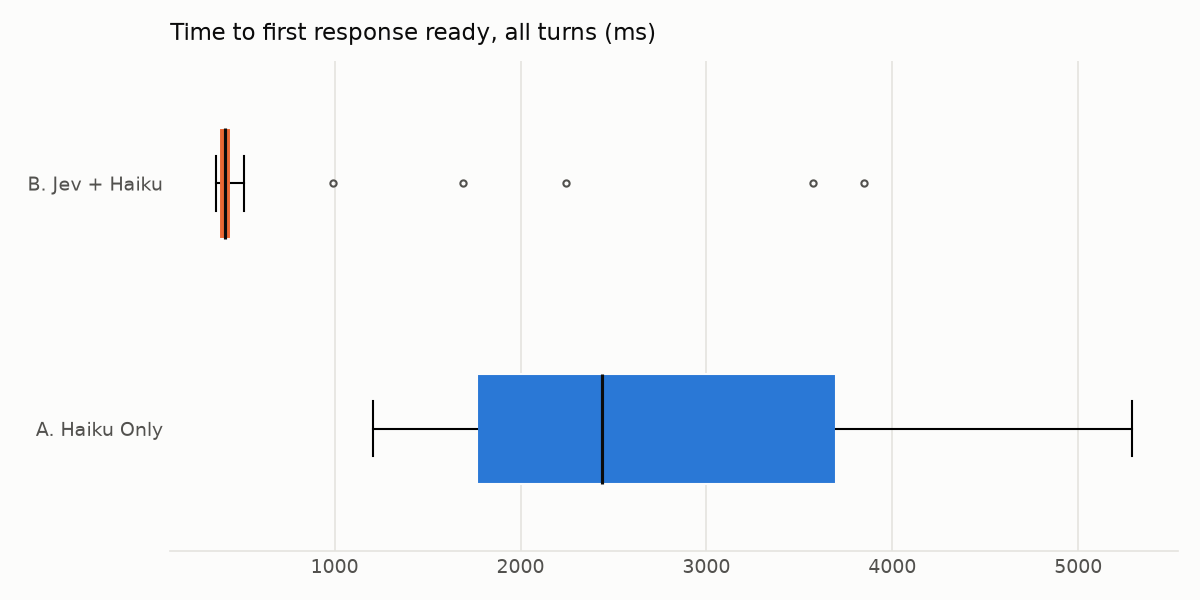 Time to first response ready, all turns (ms)
B. Jev + Haiku
A. Haiku Only
1000 2000 3000 4000 5000